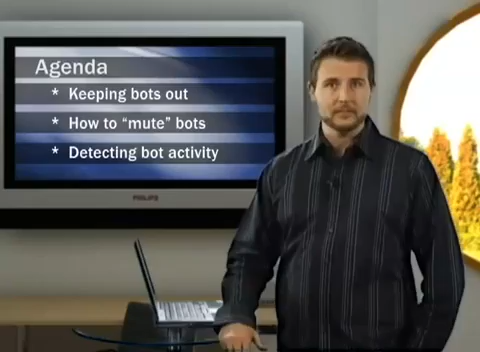 Agenda
* Keeping bots out
* How to “mute” bots
* Detecting bot activity
PHILIPS